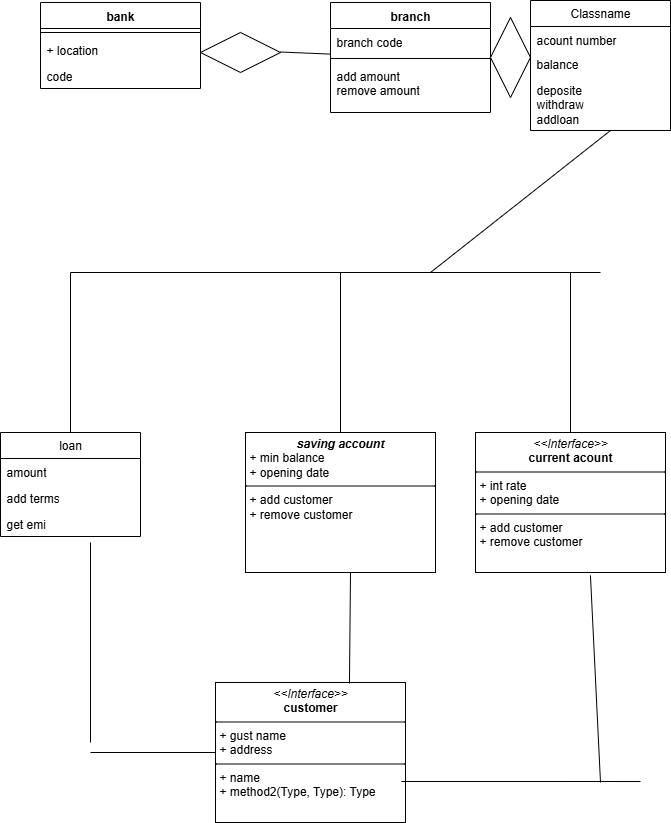 bank
+ location
code
branch
branch code
add amount
remove amount
Classname
acount number
balance
deposite
withdraw
addloan
loan
amount
add terms
get emi
saving account
+ min balance
+ opening date
+ add customer
+ remove customer
<<Interface>>
current acount
+ int rate
+ opening date
+ add customer
+ remove customer
<<Interface>>
customer
+ gust name
+ address
+ name
+ method2(Type, Type): Type